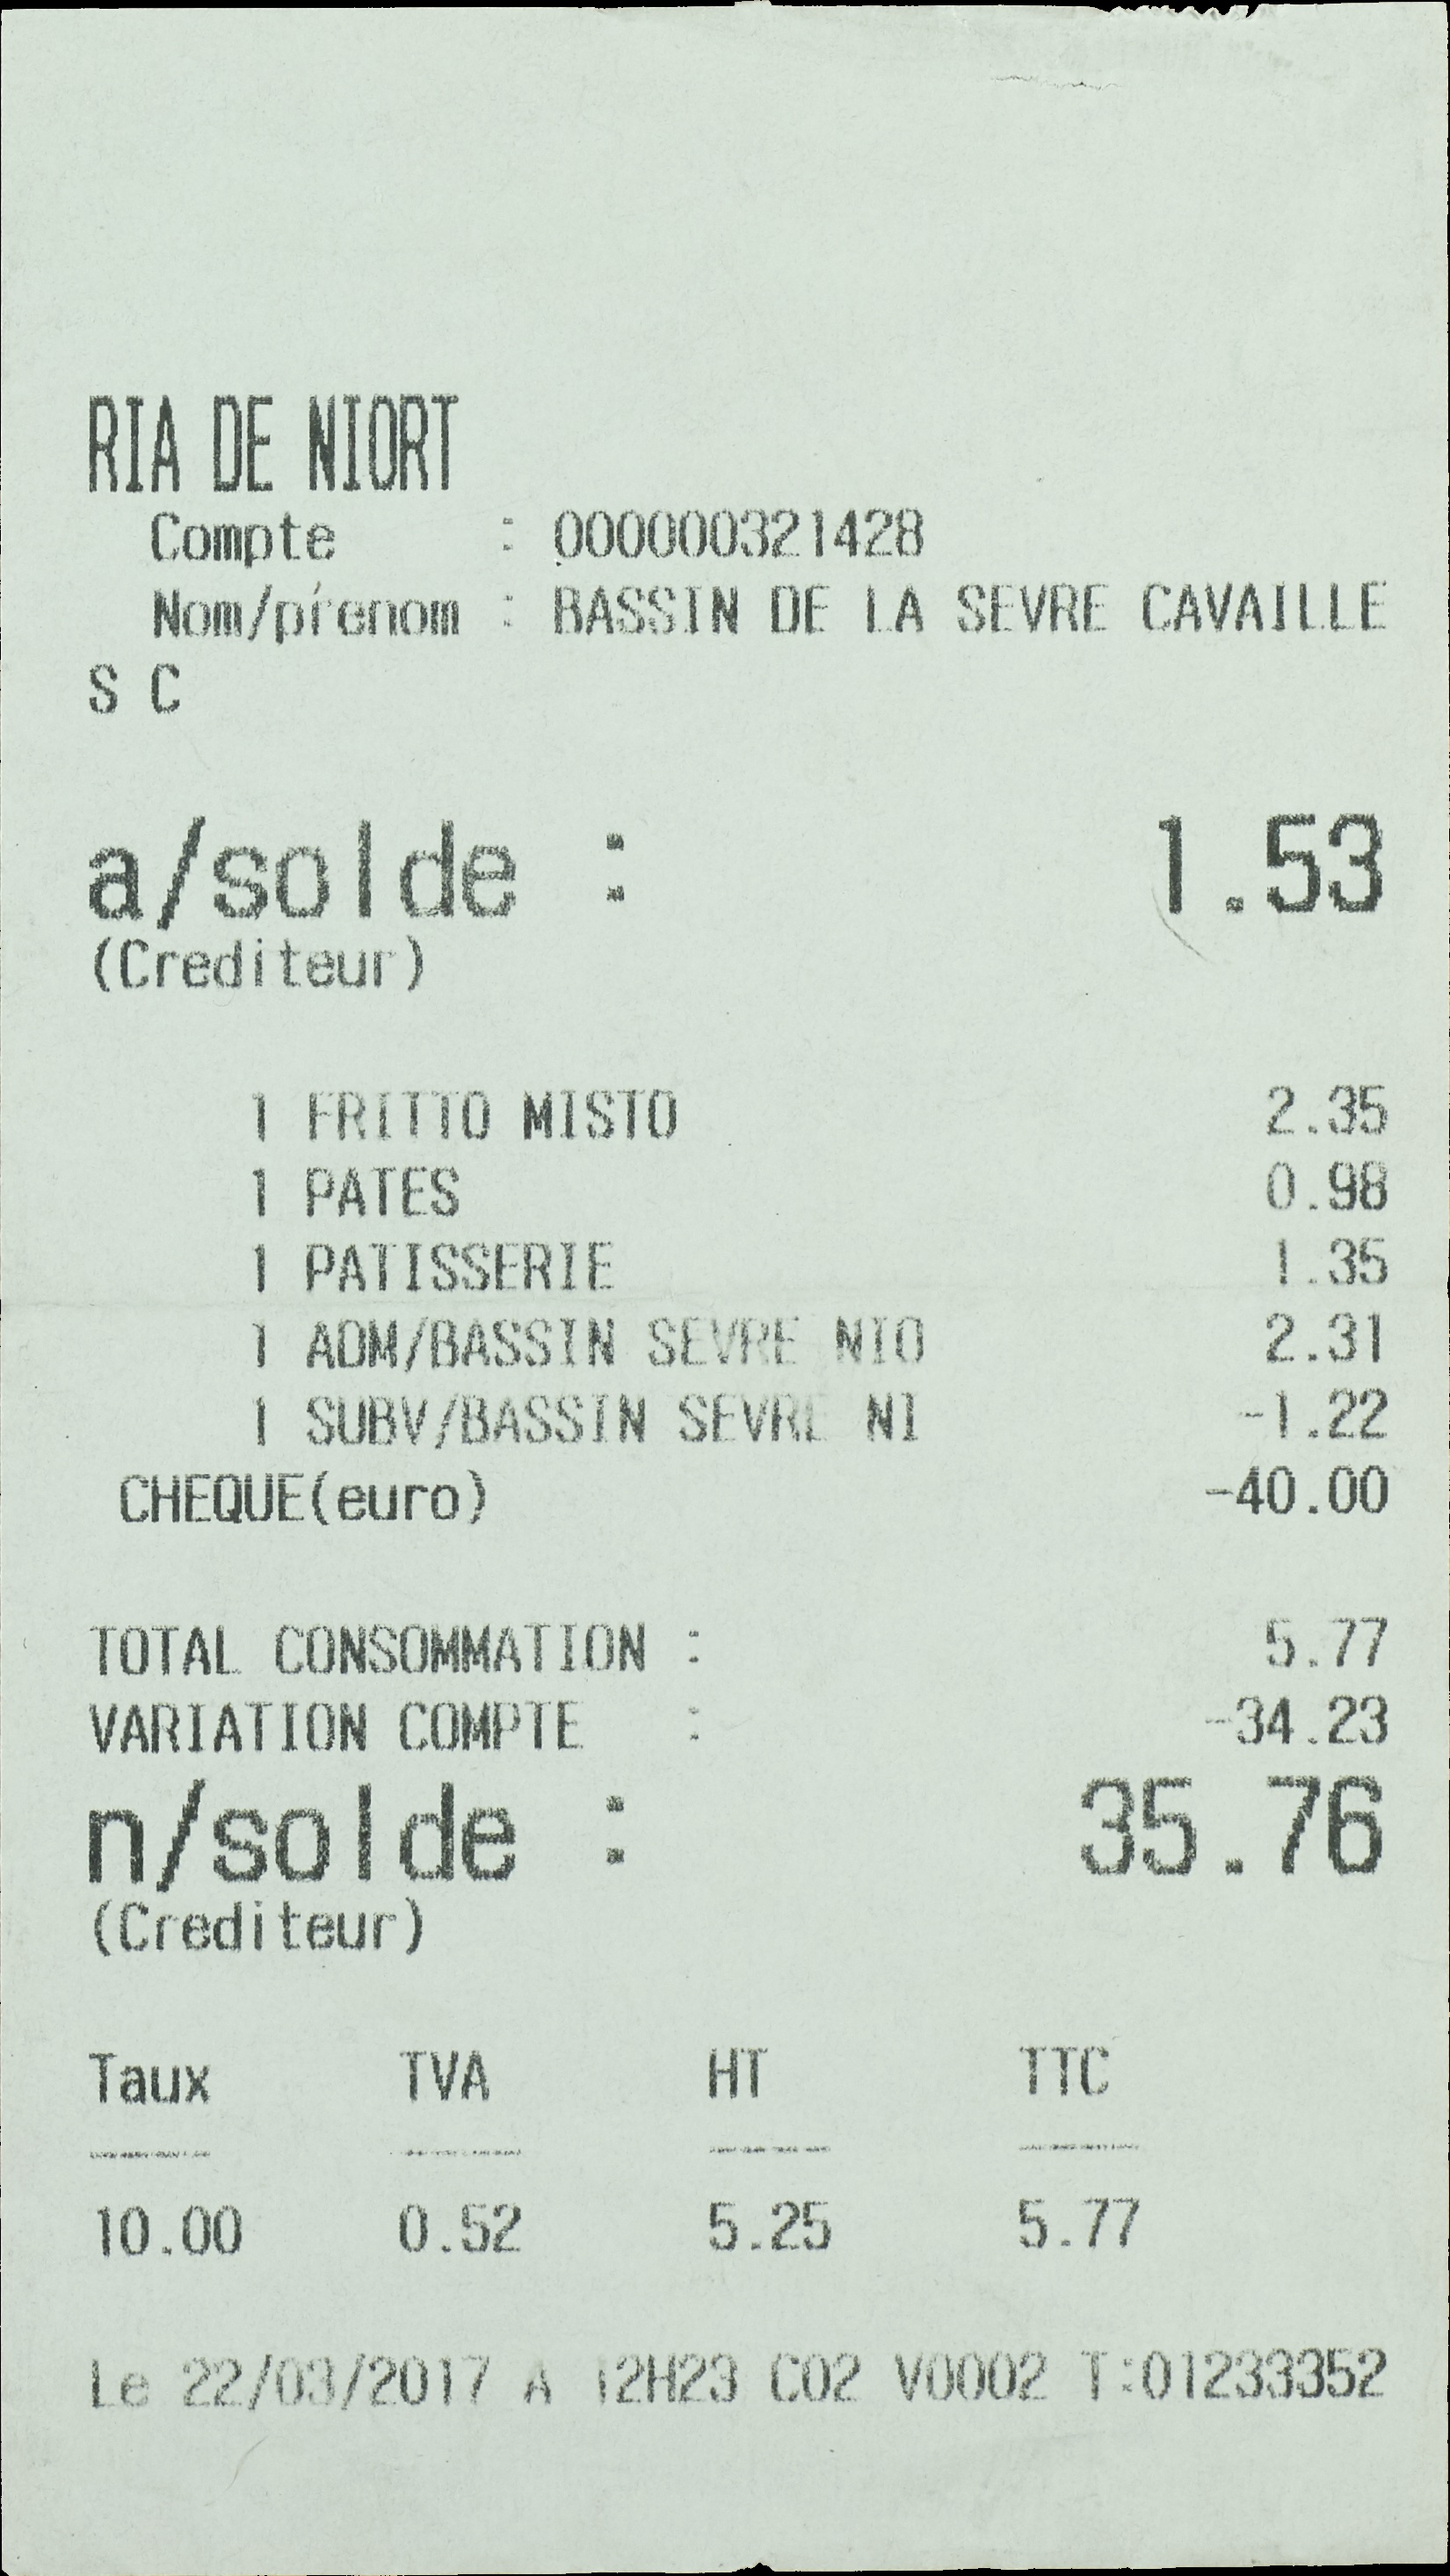 RIA DE NIORT
Compte : 000000321428
Nom/prenom : BASSIN DE LA SEVRE CAVAILLE
S C
a/solde : 1.53
(Crediteur)
1 FRITTO MISTO 2.35
1 PATES 0.98
1 PATISSERIE 1.35
1 ADM/BASSIN SEVRE NIO 2.31
1 SUBV/BASSIN SEVRE NI -1.22
CHEQUE(euro) -40.00
TOTAL CONSOMMATION : 5.77
VARIATION COMPTE : -34.23
n/solde : 35.76
(Crediteur)
Taux TVA HT TTC
10.00 0.52 5.25 5.77
Le 22/03/2017 A 12H23 C02 V0002 T:01233352